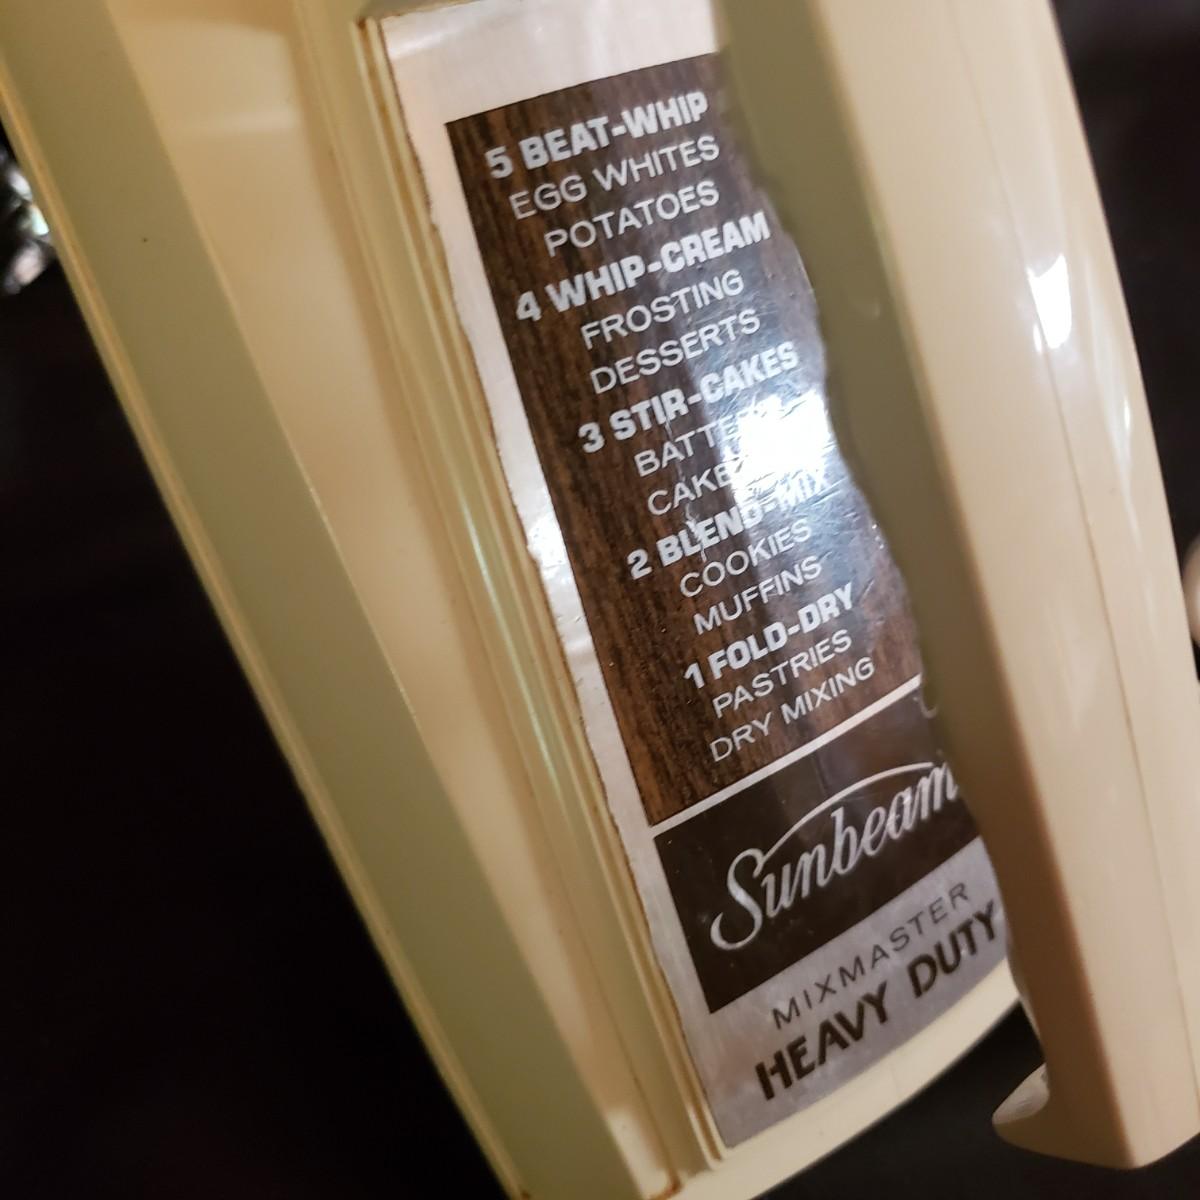 5 BEAT-WHIP
EGG WHITES
POTATOES
4 WHIP-CREAM
FROSTING
DESSERTS
3 STIR-CAKES
2 BLEND-MIX
COOKIES
MUFFINS
1 FOLD-DRY
PASTRIES
DRY MIXING
Sunbeam
MIXMASTER
HEAVY DUTY